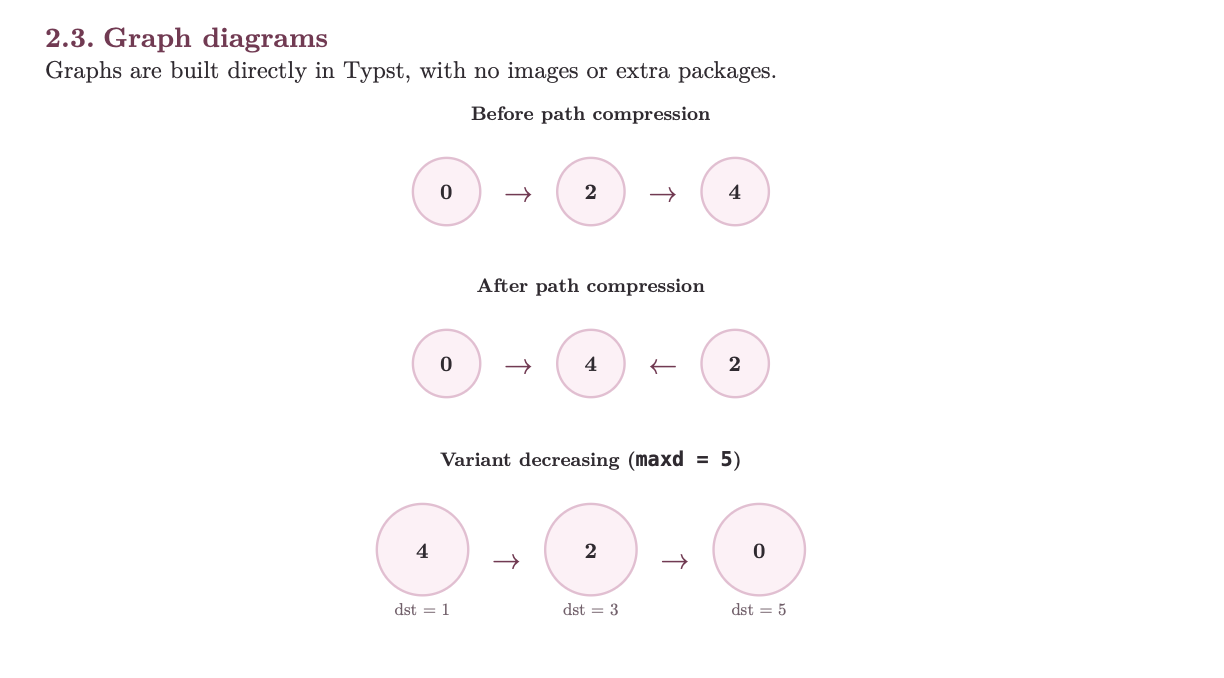 2.3. Graph diagrams
Graphs are built directly in Typst, with no images or extra packages.
Before path compression
0 → 2 → 4
After path compression
0 → 4 ← 2
Variant decreasing (maxd = 5)
4 → 2 → 0
dst = 1 dst = 3 dst = 5